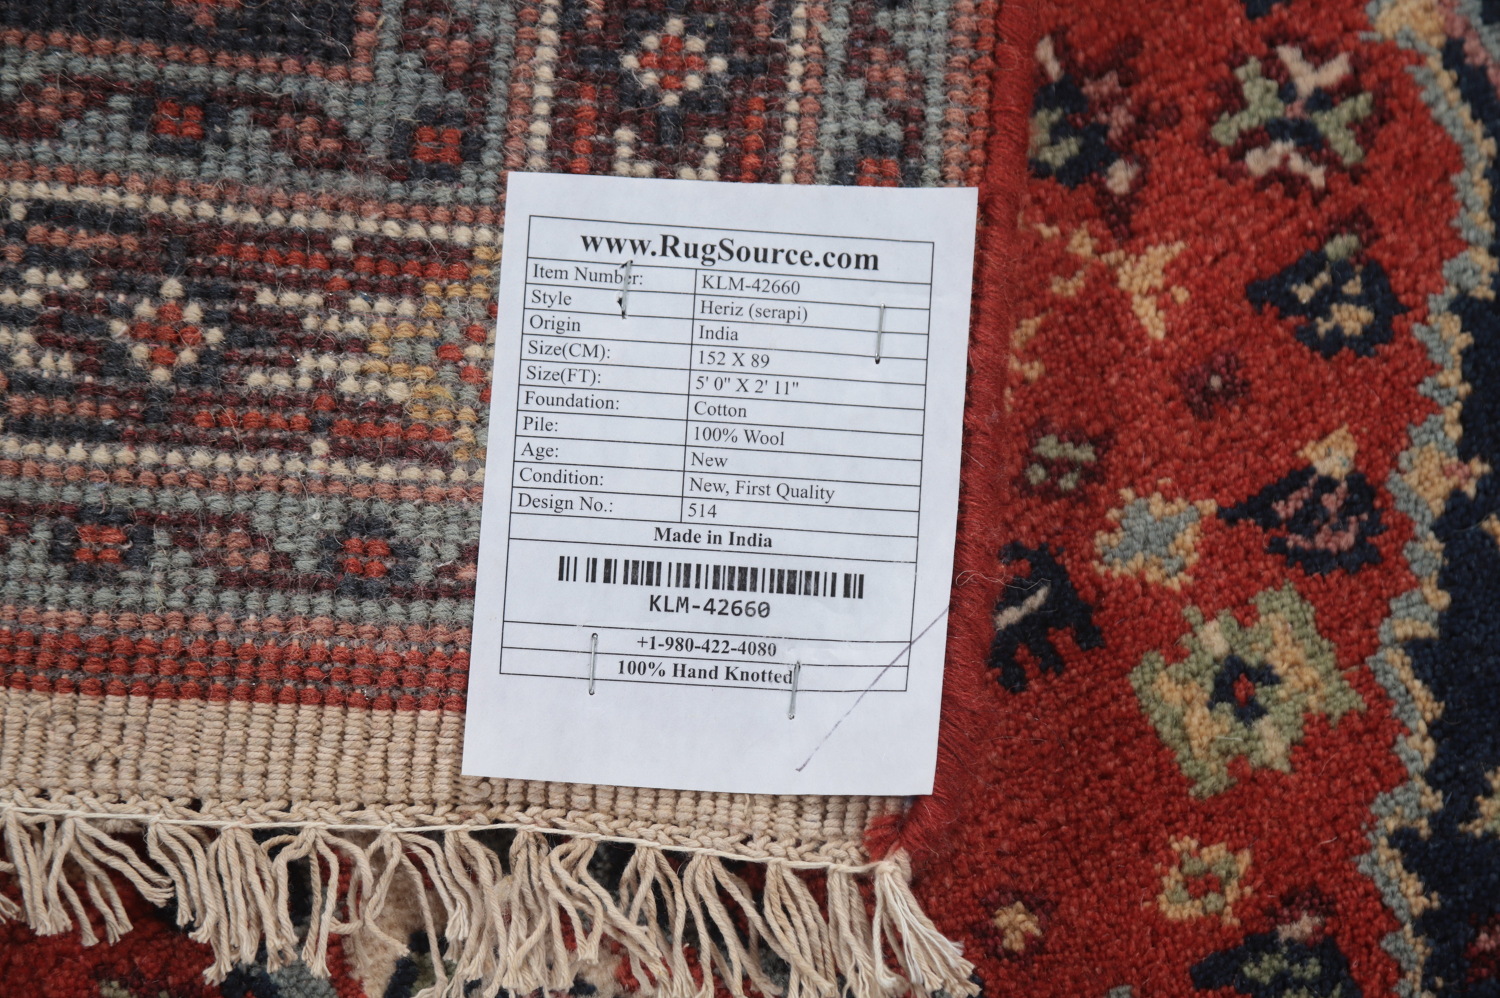 www.RugSource.com
Item Number: KLM-42660
Style Heriz (serapi)
Origin India
Size(CM): 152 X 89
Size(FT): 5' 0" X 2' 11"
Foundation: Cotton
Pile: 100% Wool
Age: New
Condition: New, First Quality
Design No.: 514
Made in India
KLM-42660
+1-980-422-4080
100% Hand Knotted